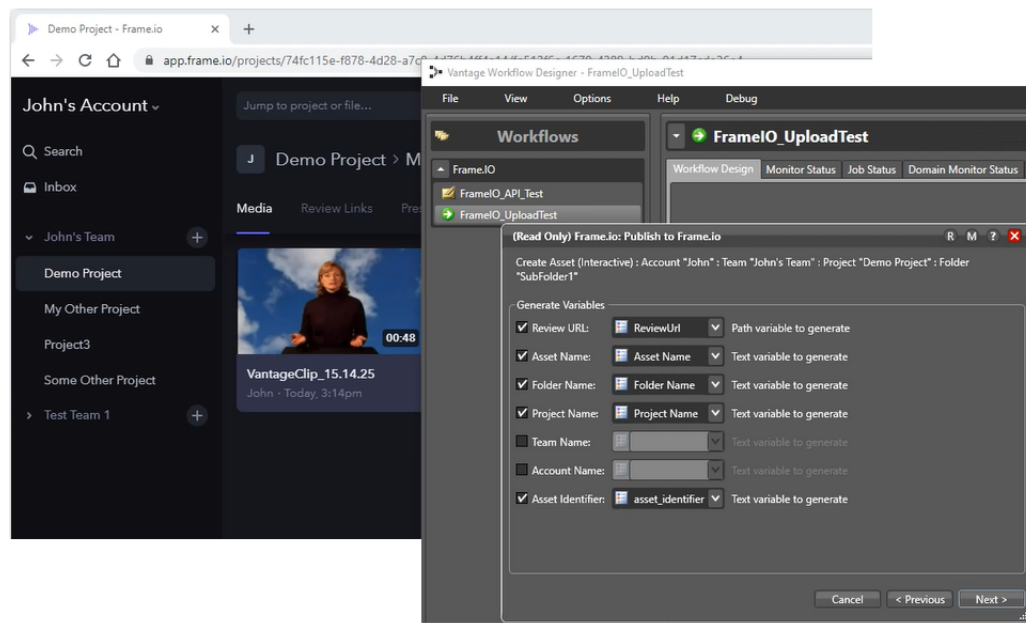 Demo Project - Frame.io
app.frame.io/projects/74fc115e-f878-4d28-a7c8-
John's Account
Jump to project or file...
Search
Inbox
J Demo Project > M
Media Review Links Pres
John's Team
Demo Project
My Other Project
Project3
Some Other Project
Test Team 1
00:48
VantageClip_15.14.25
John · Today, 3:14pm
Vantage Workflow Designer - FrameIO_UploadTest
File View Options Help Debug
Workflows
Frame.IO
FrameIO_API_Test
FrameIO_UploadTest
FrameIO_UploadTest
Workflow Design Monitor Status Job Status Domain Monitor Status
(Read Only) Frame.io: Publish to Frame.io
R M ?
Create Asset (Interactive) : Account "John" : Team "John's Team" : Project "Demo Project" : Folder
"SubFolder1"
Generate Variables
Review URL: ReviewUrl Path variable to generate
Asset Name: Asset Name Text variable to generate
Folder Name: Folder Name Text variable to generate
Project Name: Project Name Text variable to generate
Team Name: Text variable to generate
Account Name: Text variable to generate
Asset Identifier: asset_identifier Text variable to generate
Cancel < Previous Next >